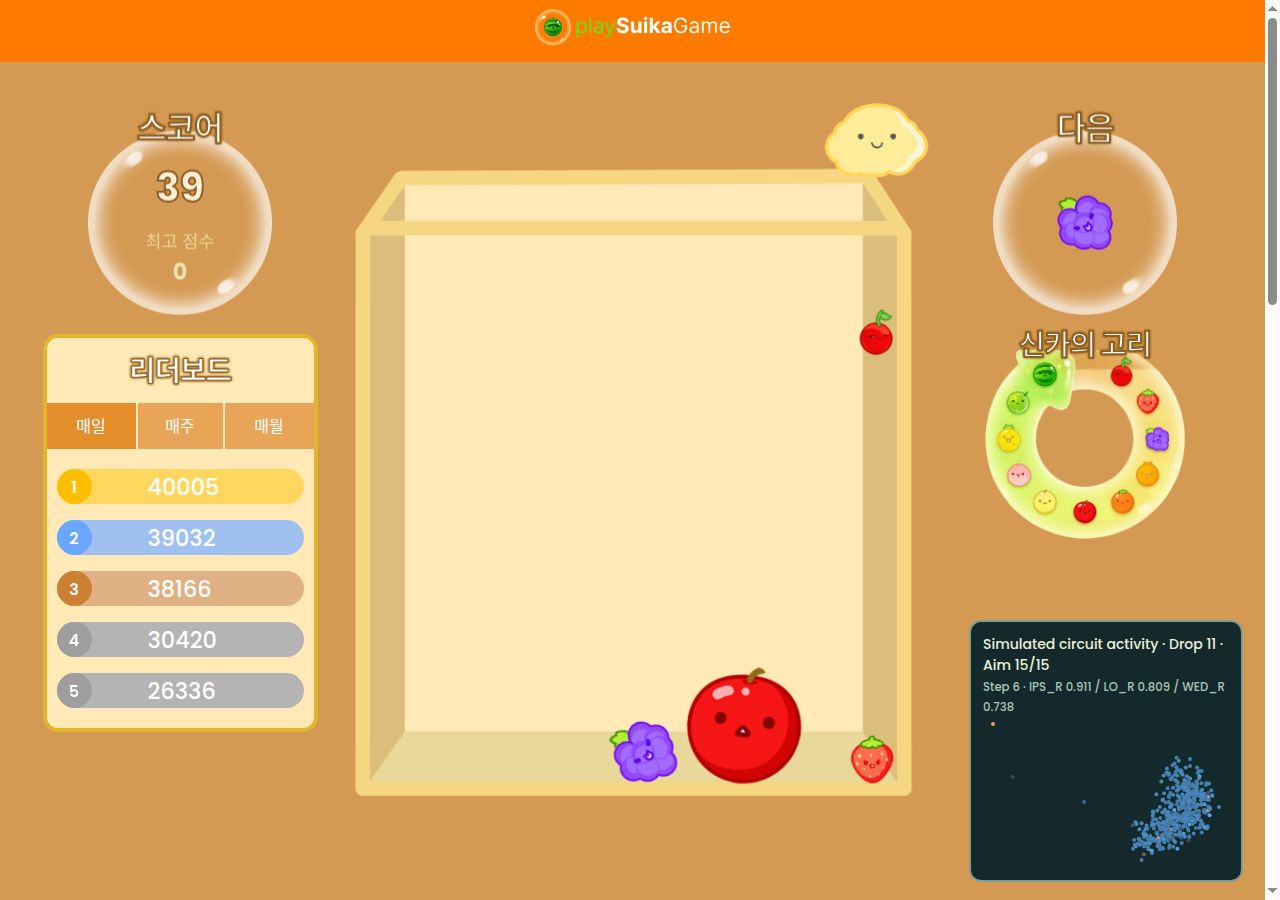 playSuikaGame
스코어
39
최고 점수
0
다음
신카의 고리
리더보드
매일 매주 매월
1 40005
2 39032
3 38166
4 30420
5 26336
Simulated circuit activity · Drop 11 ·
Aim 15/15
Step 6 · IPS_R 0.911 / LO_R 0.809 / WED_R
0.738